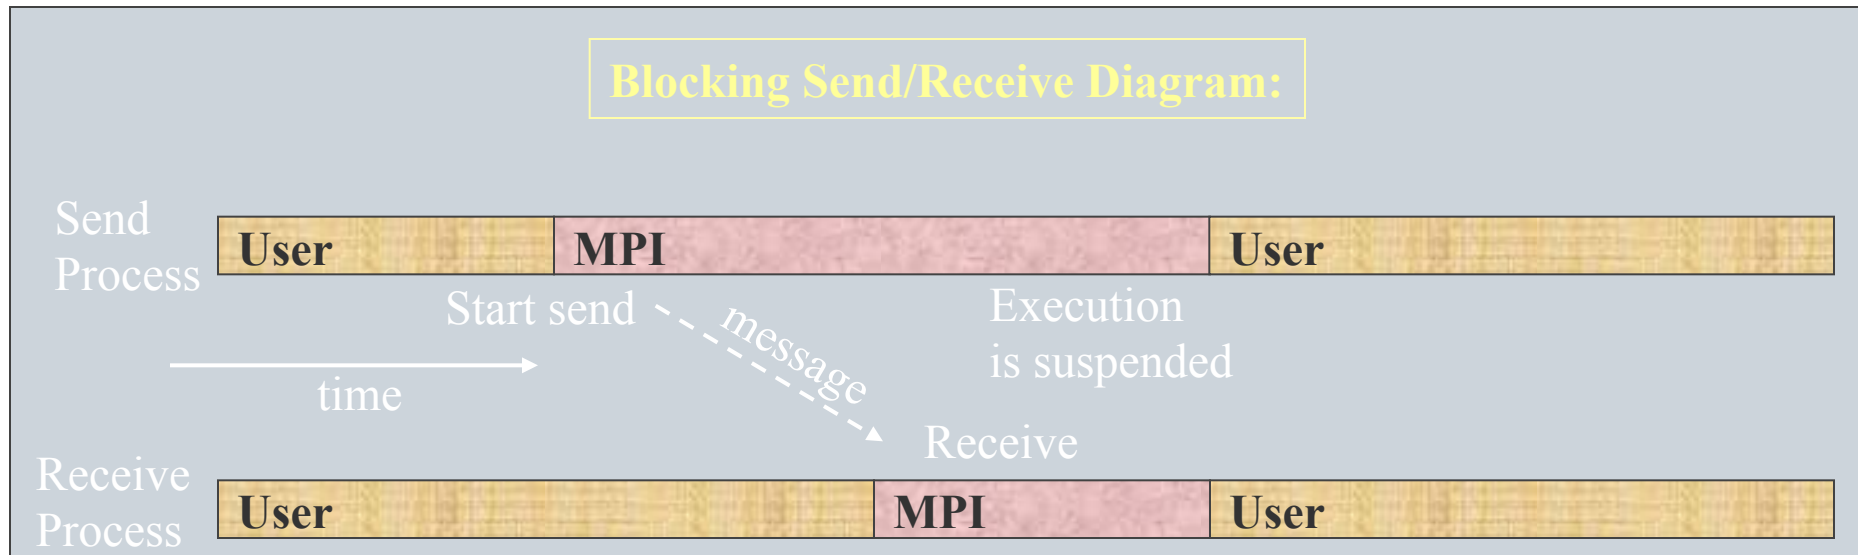 Blocking Send/Receive Diagram:
Send
Process
User
MPI
User
Start send
message
Execution
is suspended
time
Receive
Receive
Process
User
MPI
User